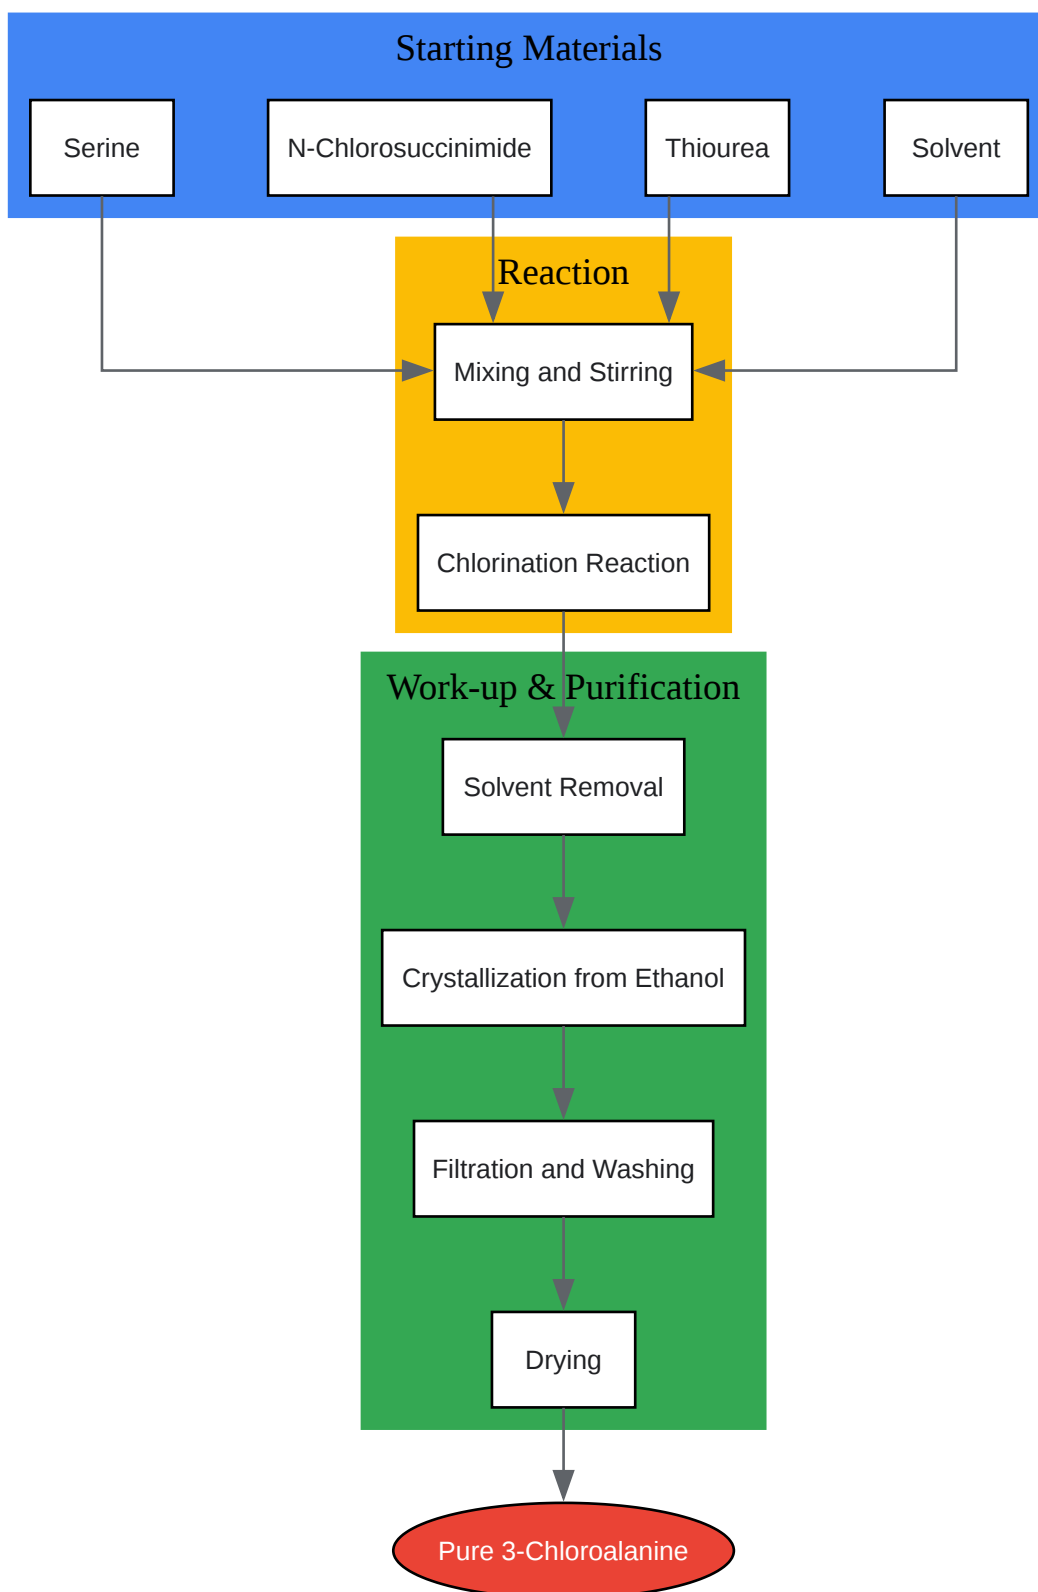 Starting Materials
Serine
N-Chlorosuccinimide
Thiourea
Solvent
Reaction
Mixing and Stirring
Chlorination Reaction
Work-up & Purification
Solvent Removal
Crystallization from Ethanol
Filtration and Washing
Drying
Pure 3-Chloroalanine